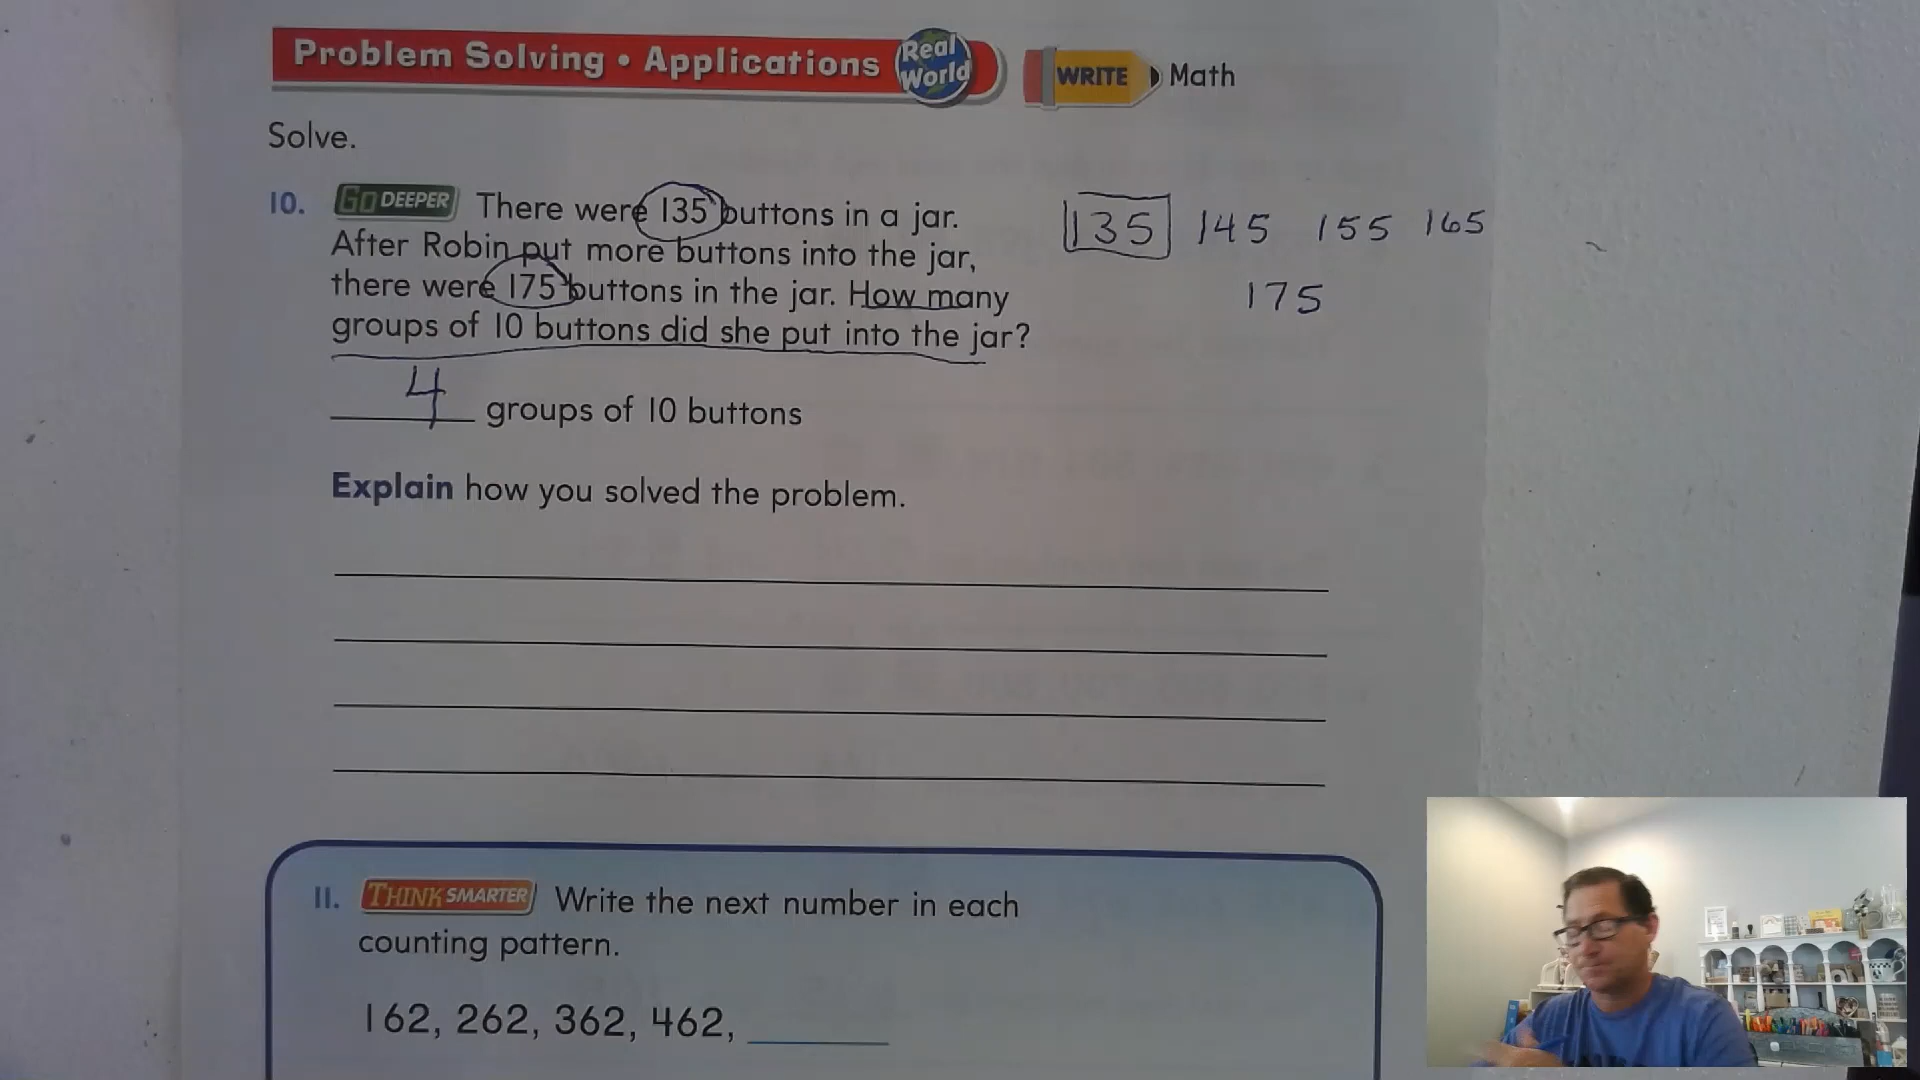 Problem Solving • Applications Real World WRITE Math
Solve.
10. GO DEEPER There were 135 buttons in a jar.
After Robin put more buttons into the jar,
there were 175 buttons in the jar. How many
groups of 10 buttons did she put into the jar?
135 145 155 165
175
4 groups of 10 buttons
Explain how you solved the problem.
11. THINK SMARTER Write the next number in each
counting pattern.
162, 262, 362, 462,